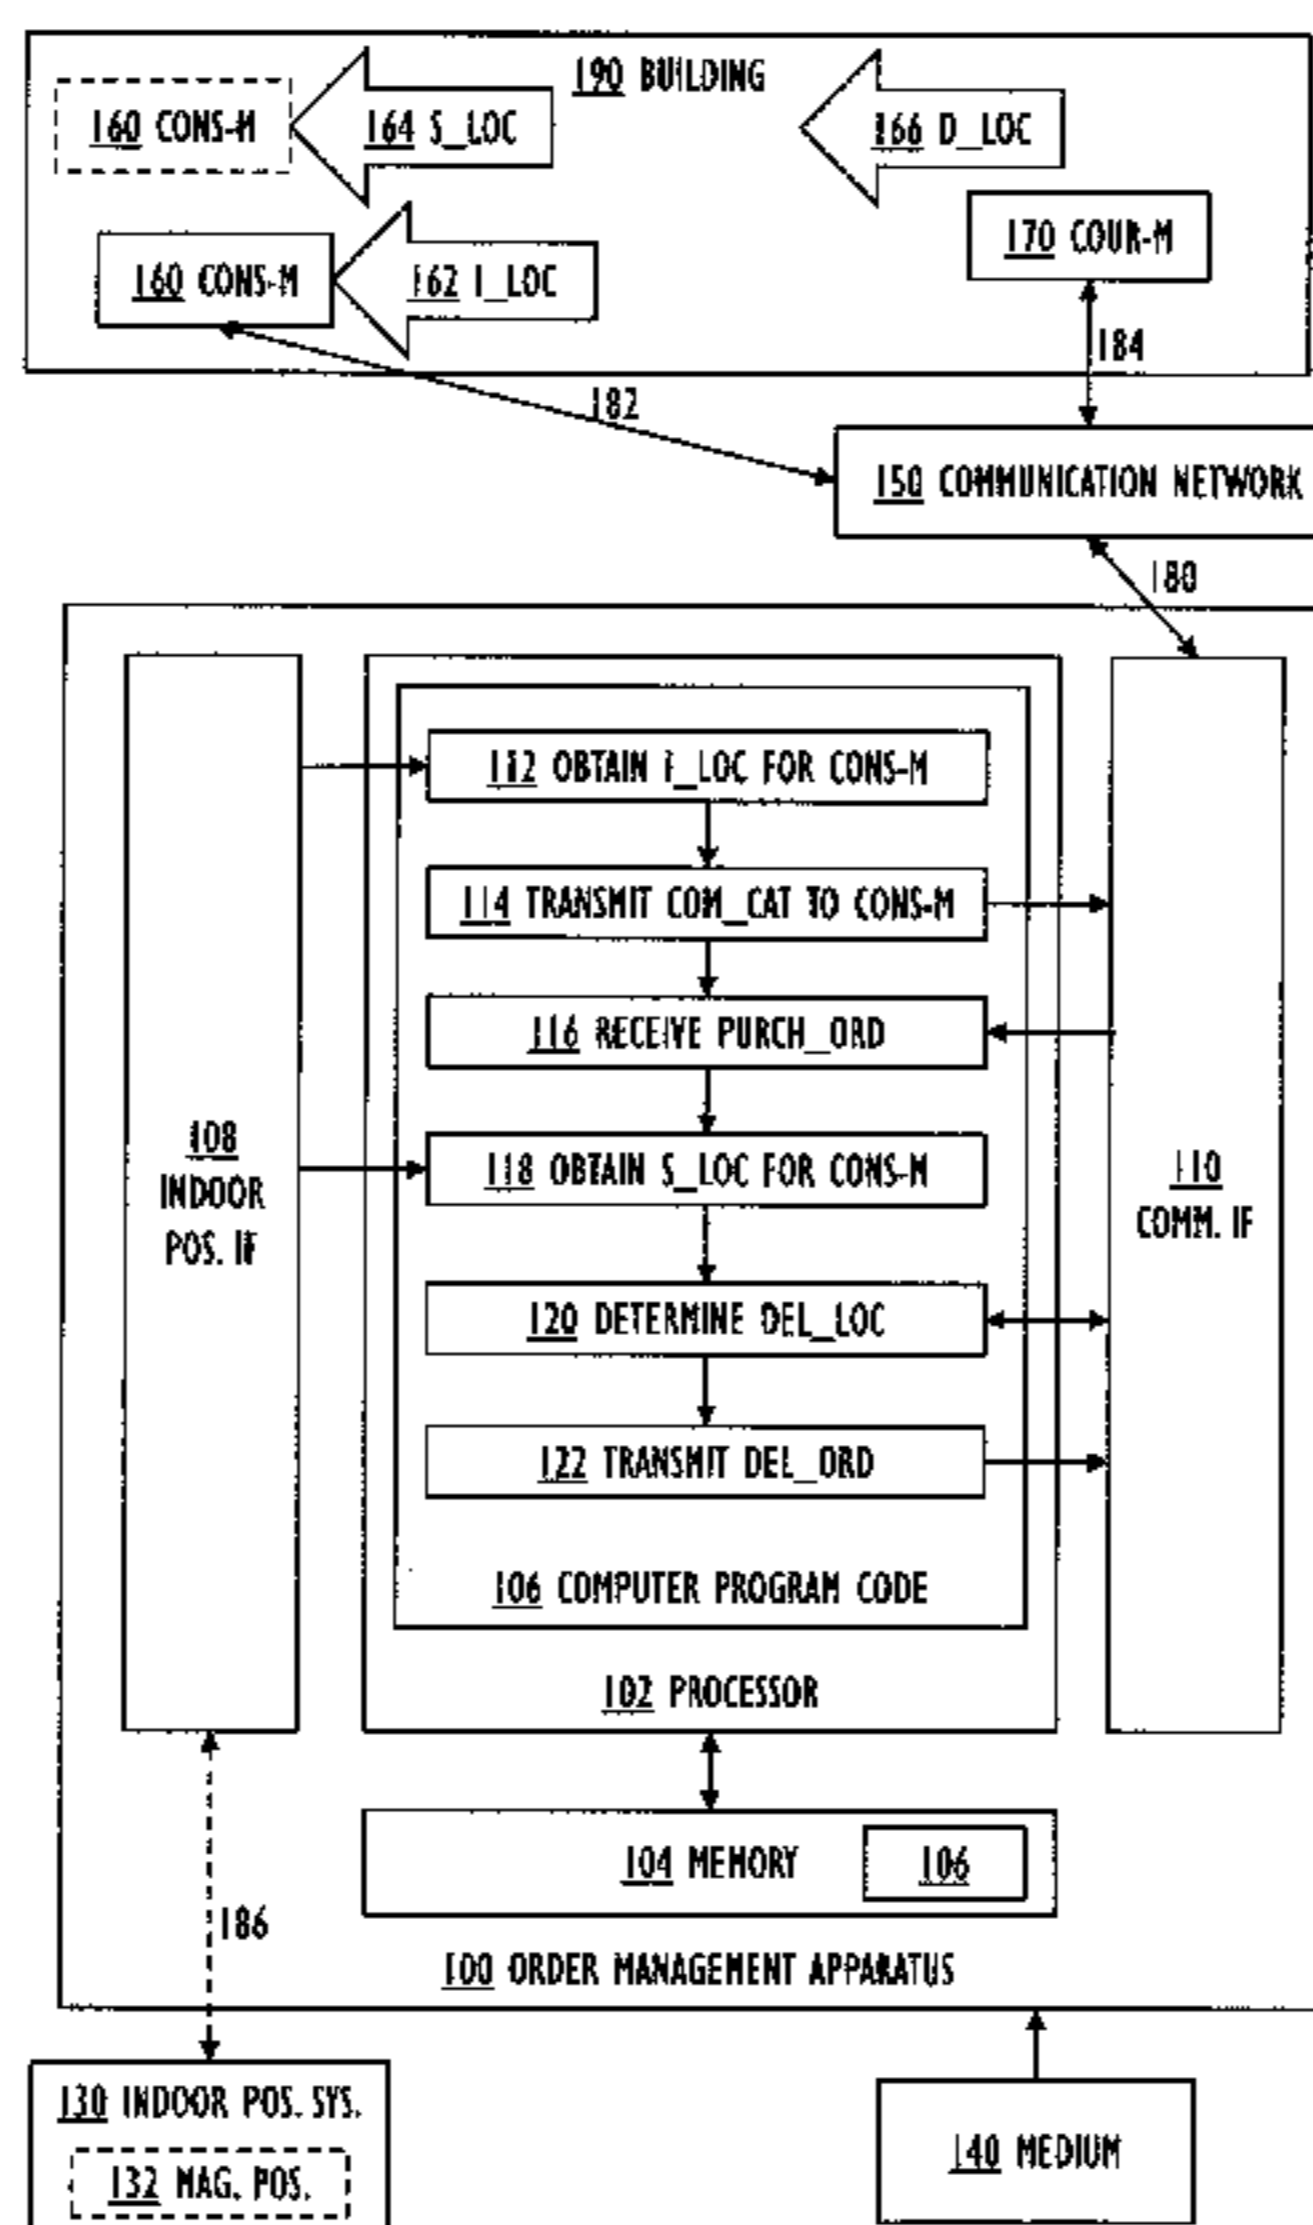 190 BUILDING
160 CONS-M
164 S_LOC
166 D_LOC
170 COUR-M
160 CONS-M
162 I_LOC
184
182
150 COMMUNICATION NETWORK
180
112 OBTAIN I_LOC FOR CONS-M
114 TRANSMIT COM_CAT TO CONS-M
116 RECEIVE PURCH_ORD
108
INDOOR
POS. IF
118 OBTAIN S_LOC FOR CONS-M
110
COMM. IF
120 DETERMINE DEL_LOC
122 TRANSMIT DEL_ORD
106 COMPUTER PROGRAM CODE
102 PROCESSOR
104 MEMORY
106
186
100 ORDER MANAGEMENT APPARATUS
130 INDOOR POS. SYS.
132 MAG. POS.
140 MEDIUM